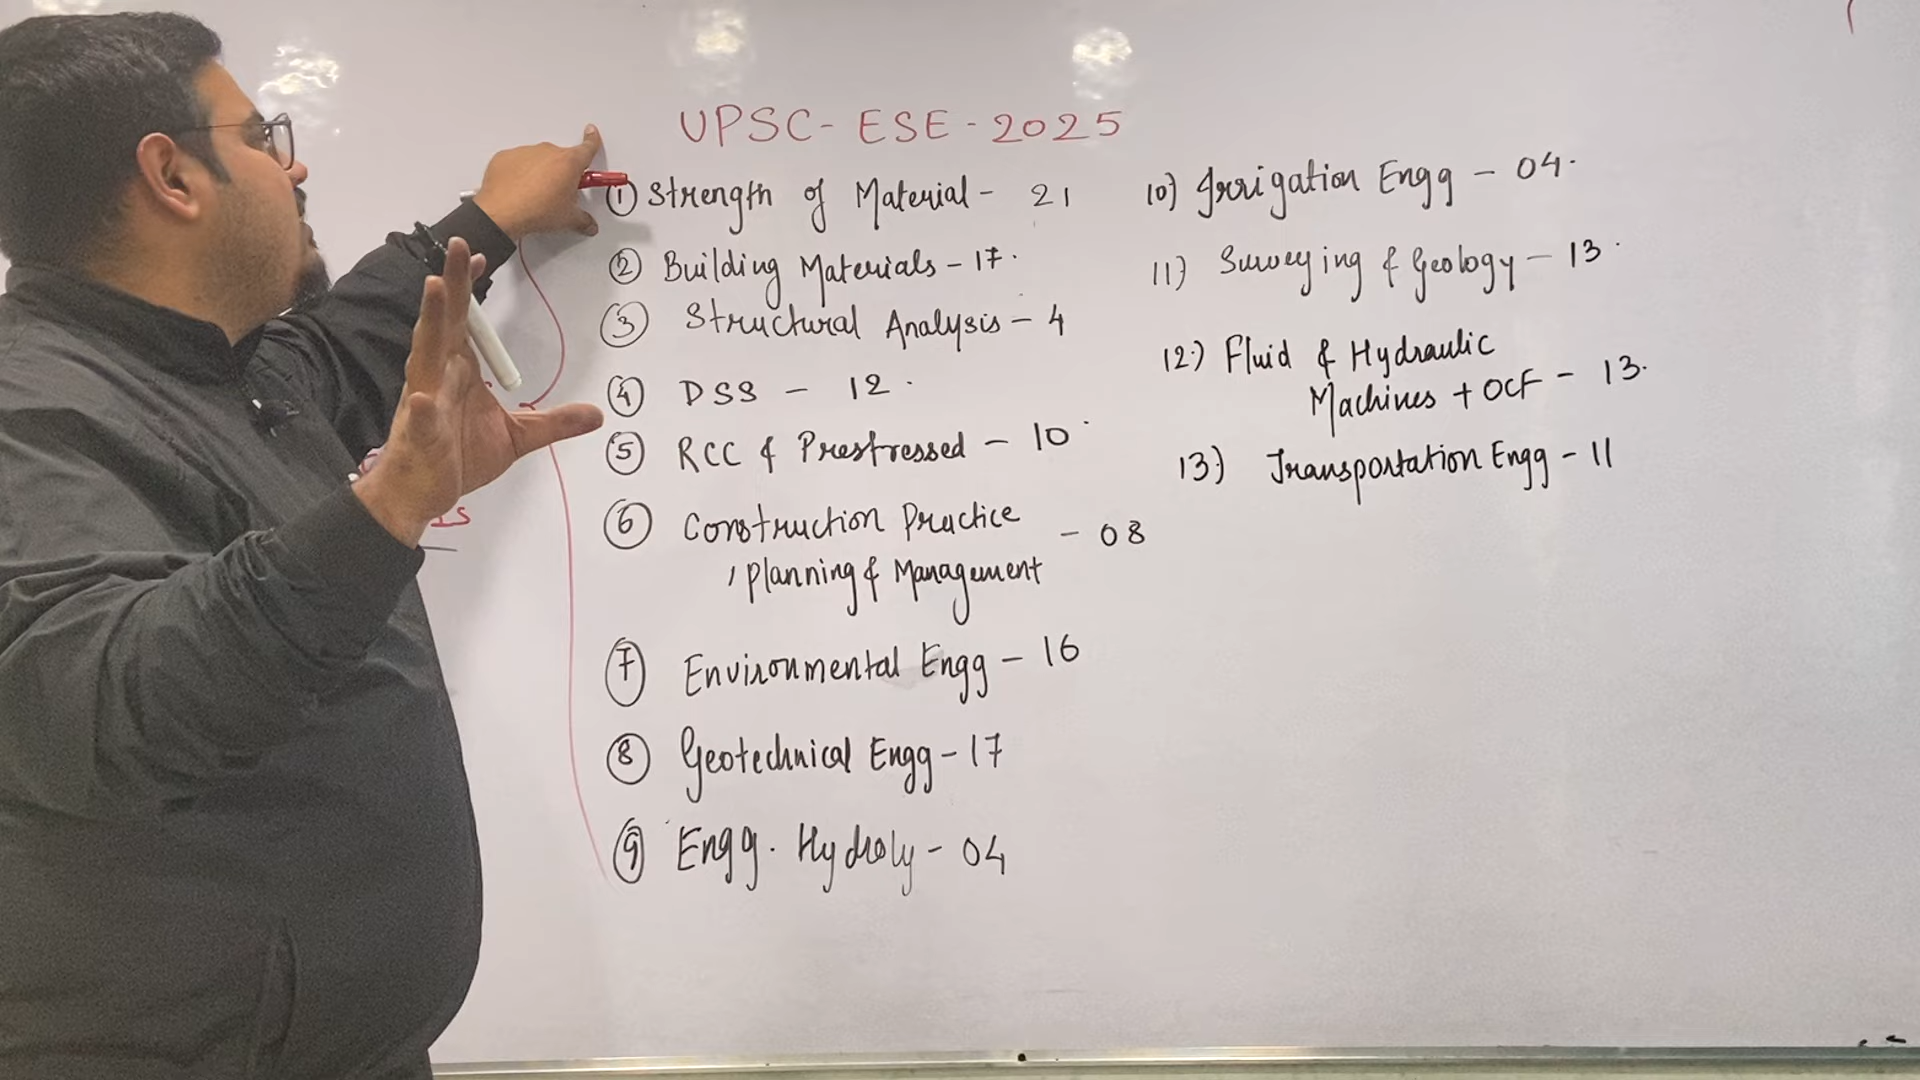 UPSC - ESE - 2025
① Strength of Material - 21
② Building Materials - 17.
③ Structural Analysis - 4
④ DSS - 12.
⑤ RCC & Prestressed - 10
⑥ Construction Practice
, Planning & Management - 08
⑦ Environmental Engg - 16
⑧ Geotechnical Engg - 17
⑨ Engg. Hydroly - 04
10) Irrigation Engg - 04.
11) Surveying & Geology - 13.
12.) Fluid & Hydraulic
Machines + OCF - 13.
13.) Transportation Engg - 11